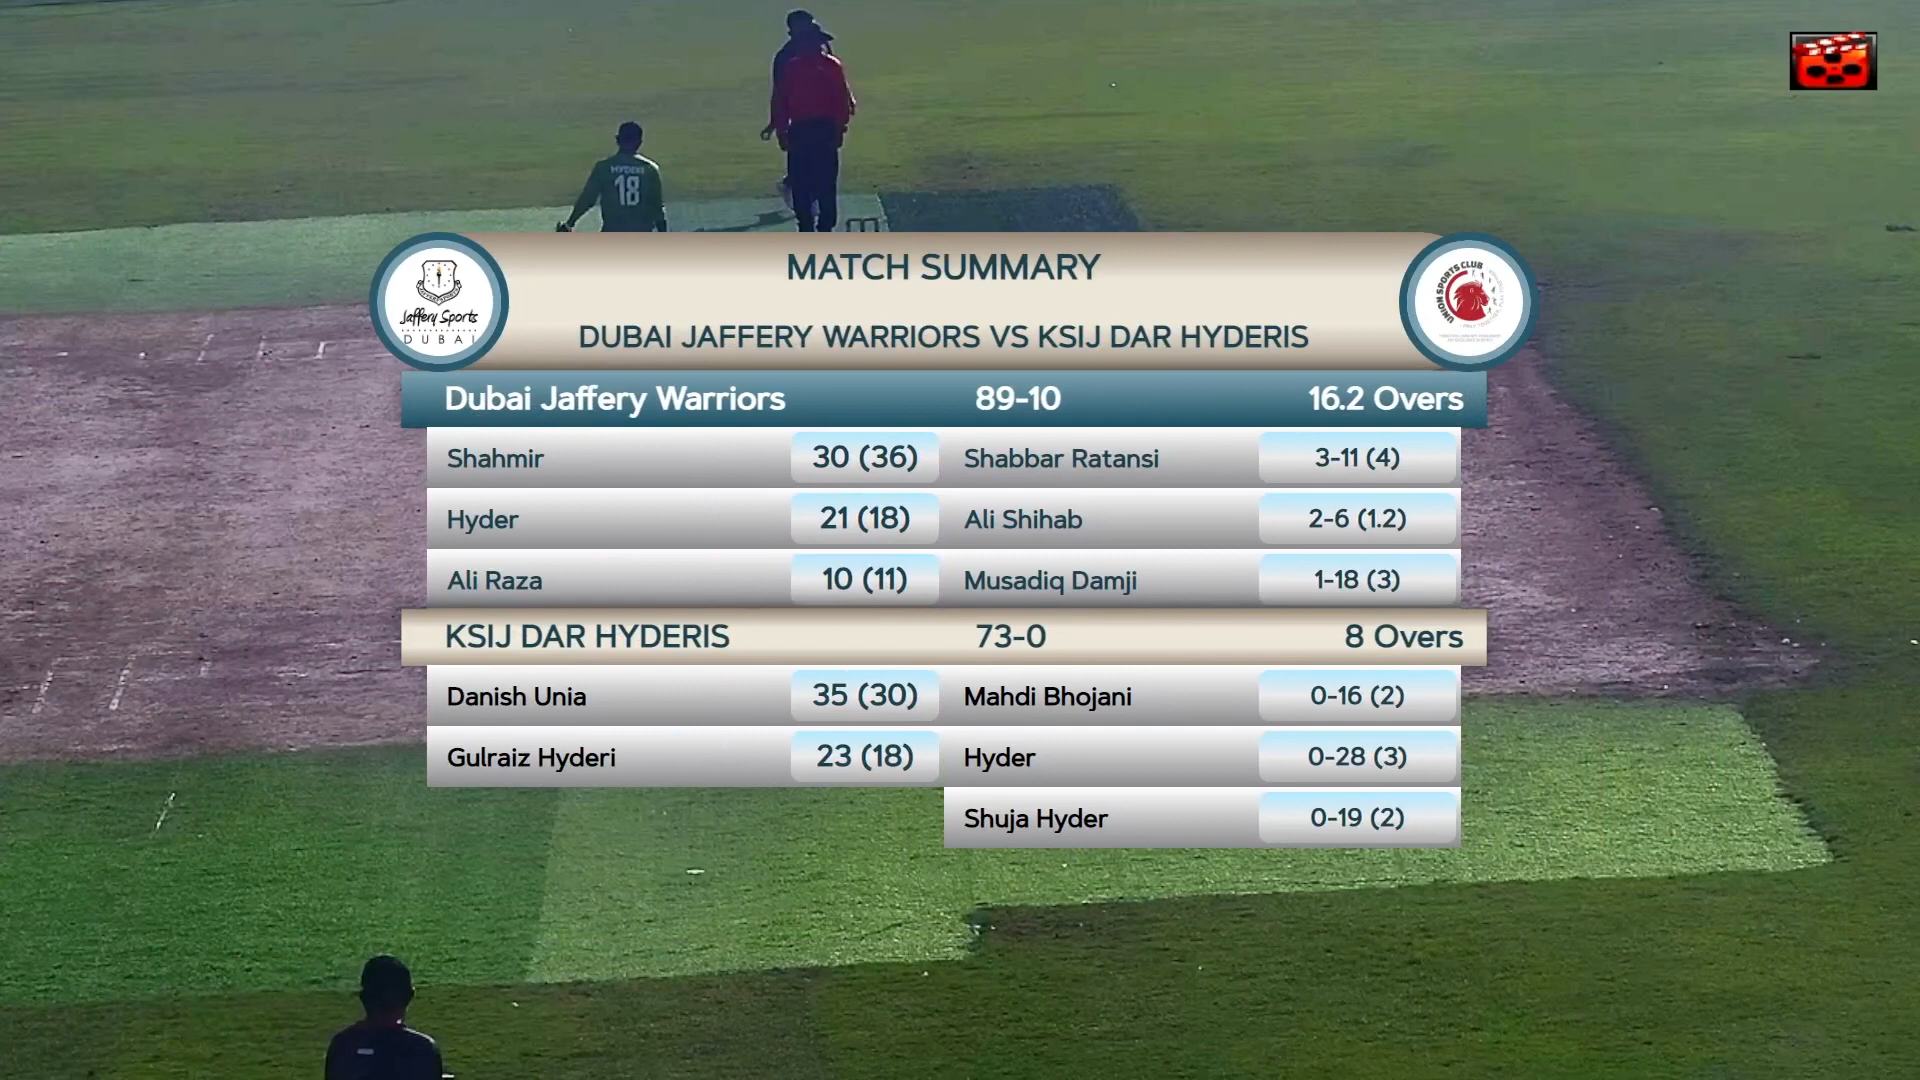 HYDERI
18
MATCH SUMMARY
DUBAI JAFFERY WARRIORS VS KSIJ DAR HYDERIS
Jaffery Sports
DUBAI
UNION SPORTS CLUB
Dubai Jaffery Warriors 89-10 16.2 Overs
Shahmir 30 (36) Shabbar Ratansi 3-11 (4)
Hyder 21 (18) Ali Shihab 2-6 (1.2)
Ali Raza 10 (11) Musadiq Damji 1-18 (3)
KSIJ DAR HYDERIS 73-0 8 Overs
Danish Unia 35 (30) Mahdi Bhojani 0-16 (2)
Gulraiz Hyderi 23 (18) Hyder 0-28 (3)
Shuja Hyder 0-19 (2)